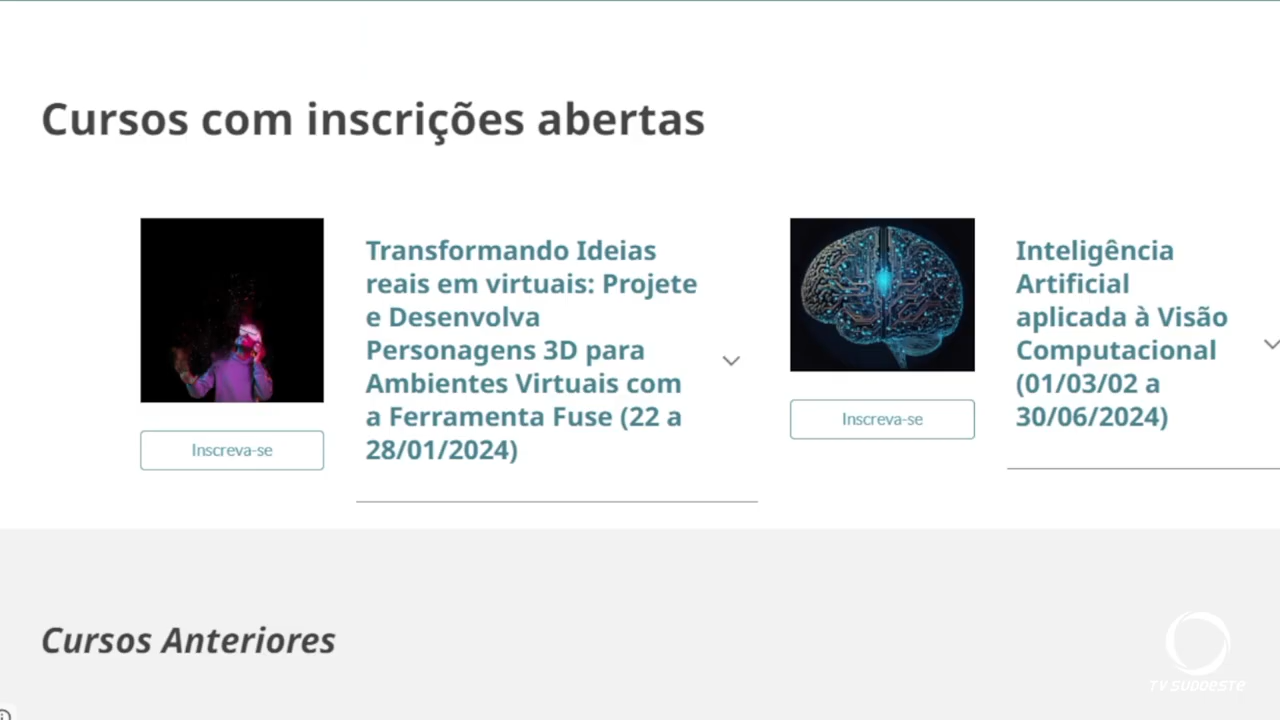 Cursos com inscrições abertas
Transformando Ideias
reais em virtuais: Projete
e Desenvolva
Personagens 3D para
Ambientes Virtuais com
a Ferramenta Fuse (22 a
28/01/2024)
Inscreva-se
Inteligência
Artificial
aplicada à Visão
Computacional
(01/03/02 a
30/06/2024)
Inscreva-se
Cursos Anteriores
TV SUDOESTE